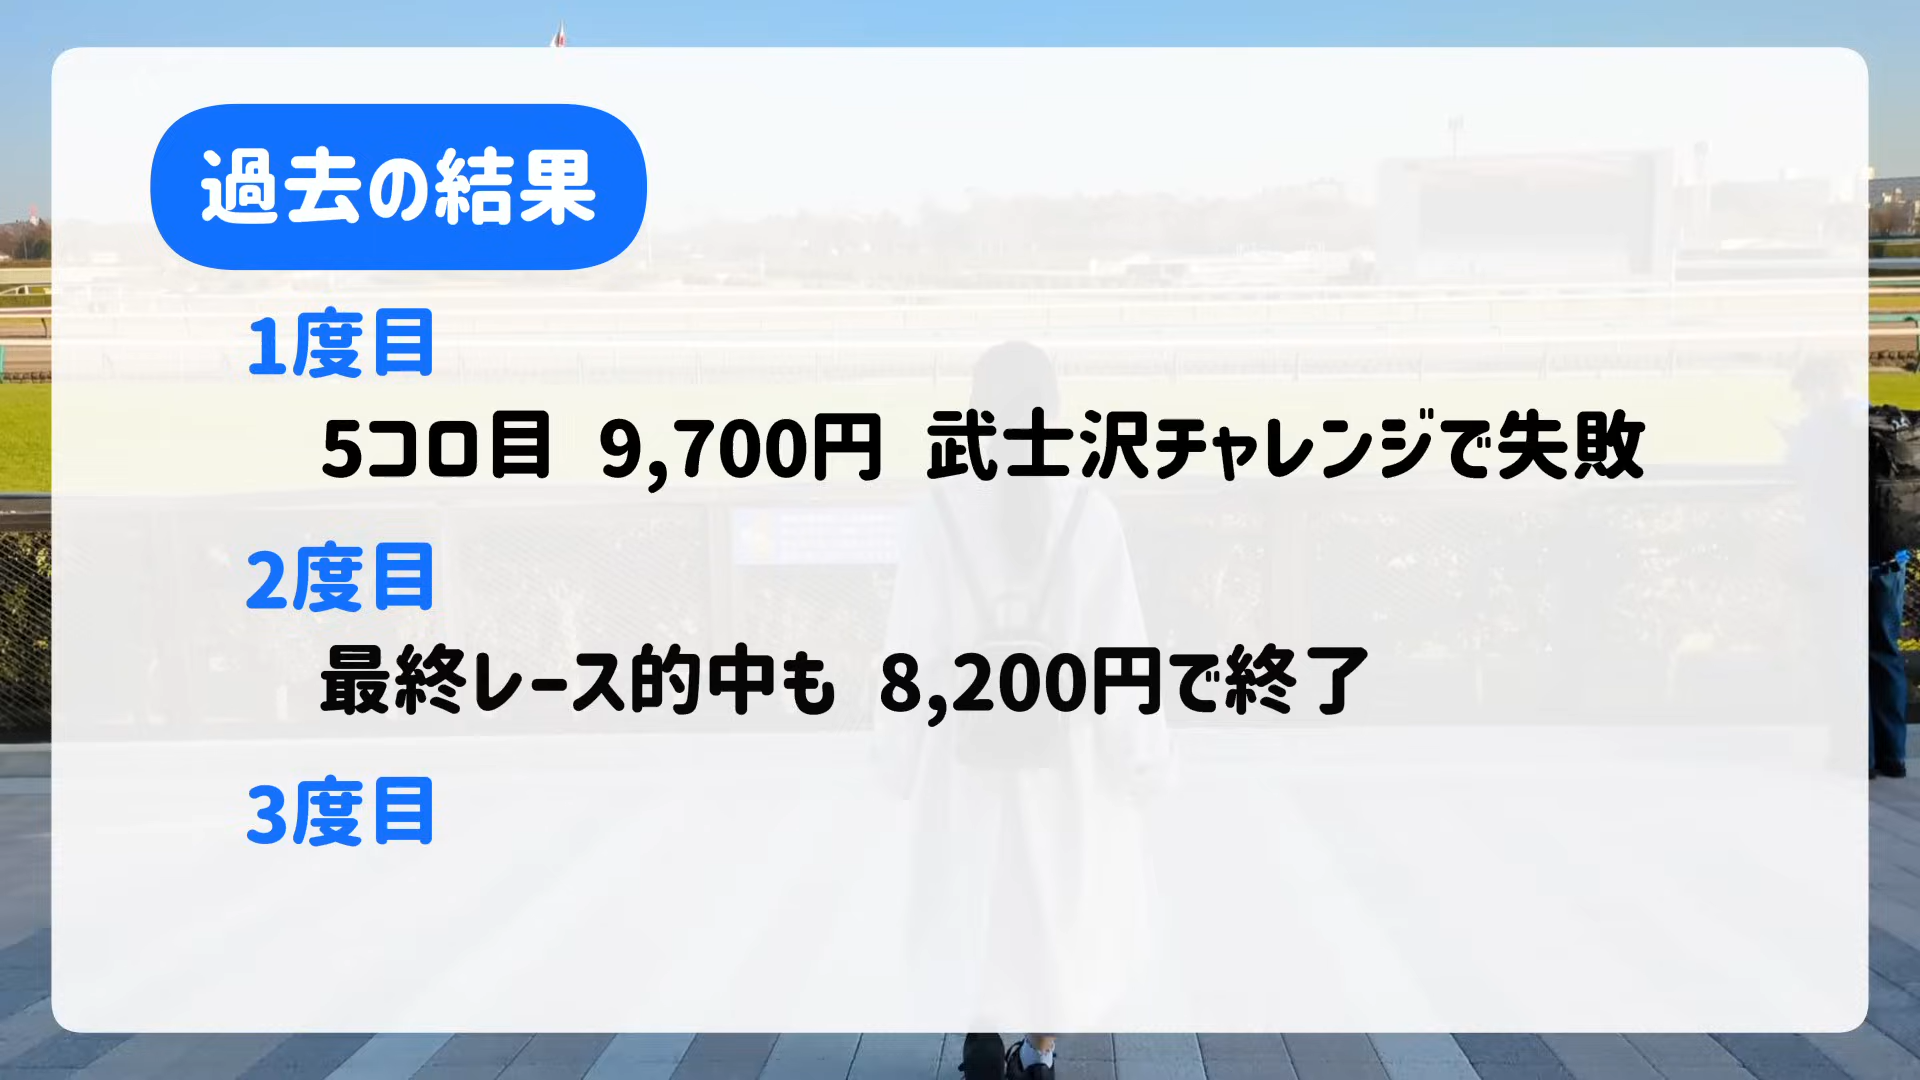 過去の結果
1度目
5コロ目 9,700円 武士沢チャレンジで失敗
2度目
最終レース的中も 8,200円で終了
3度目